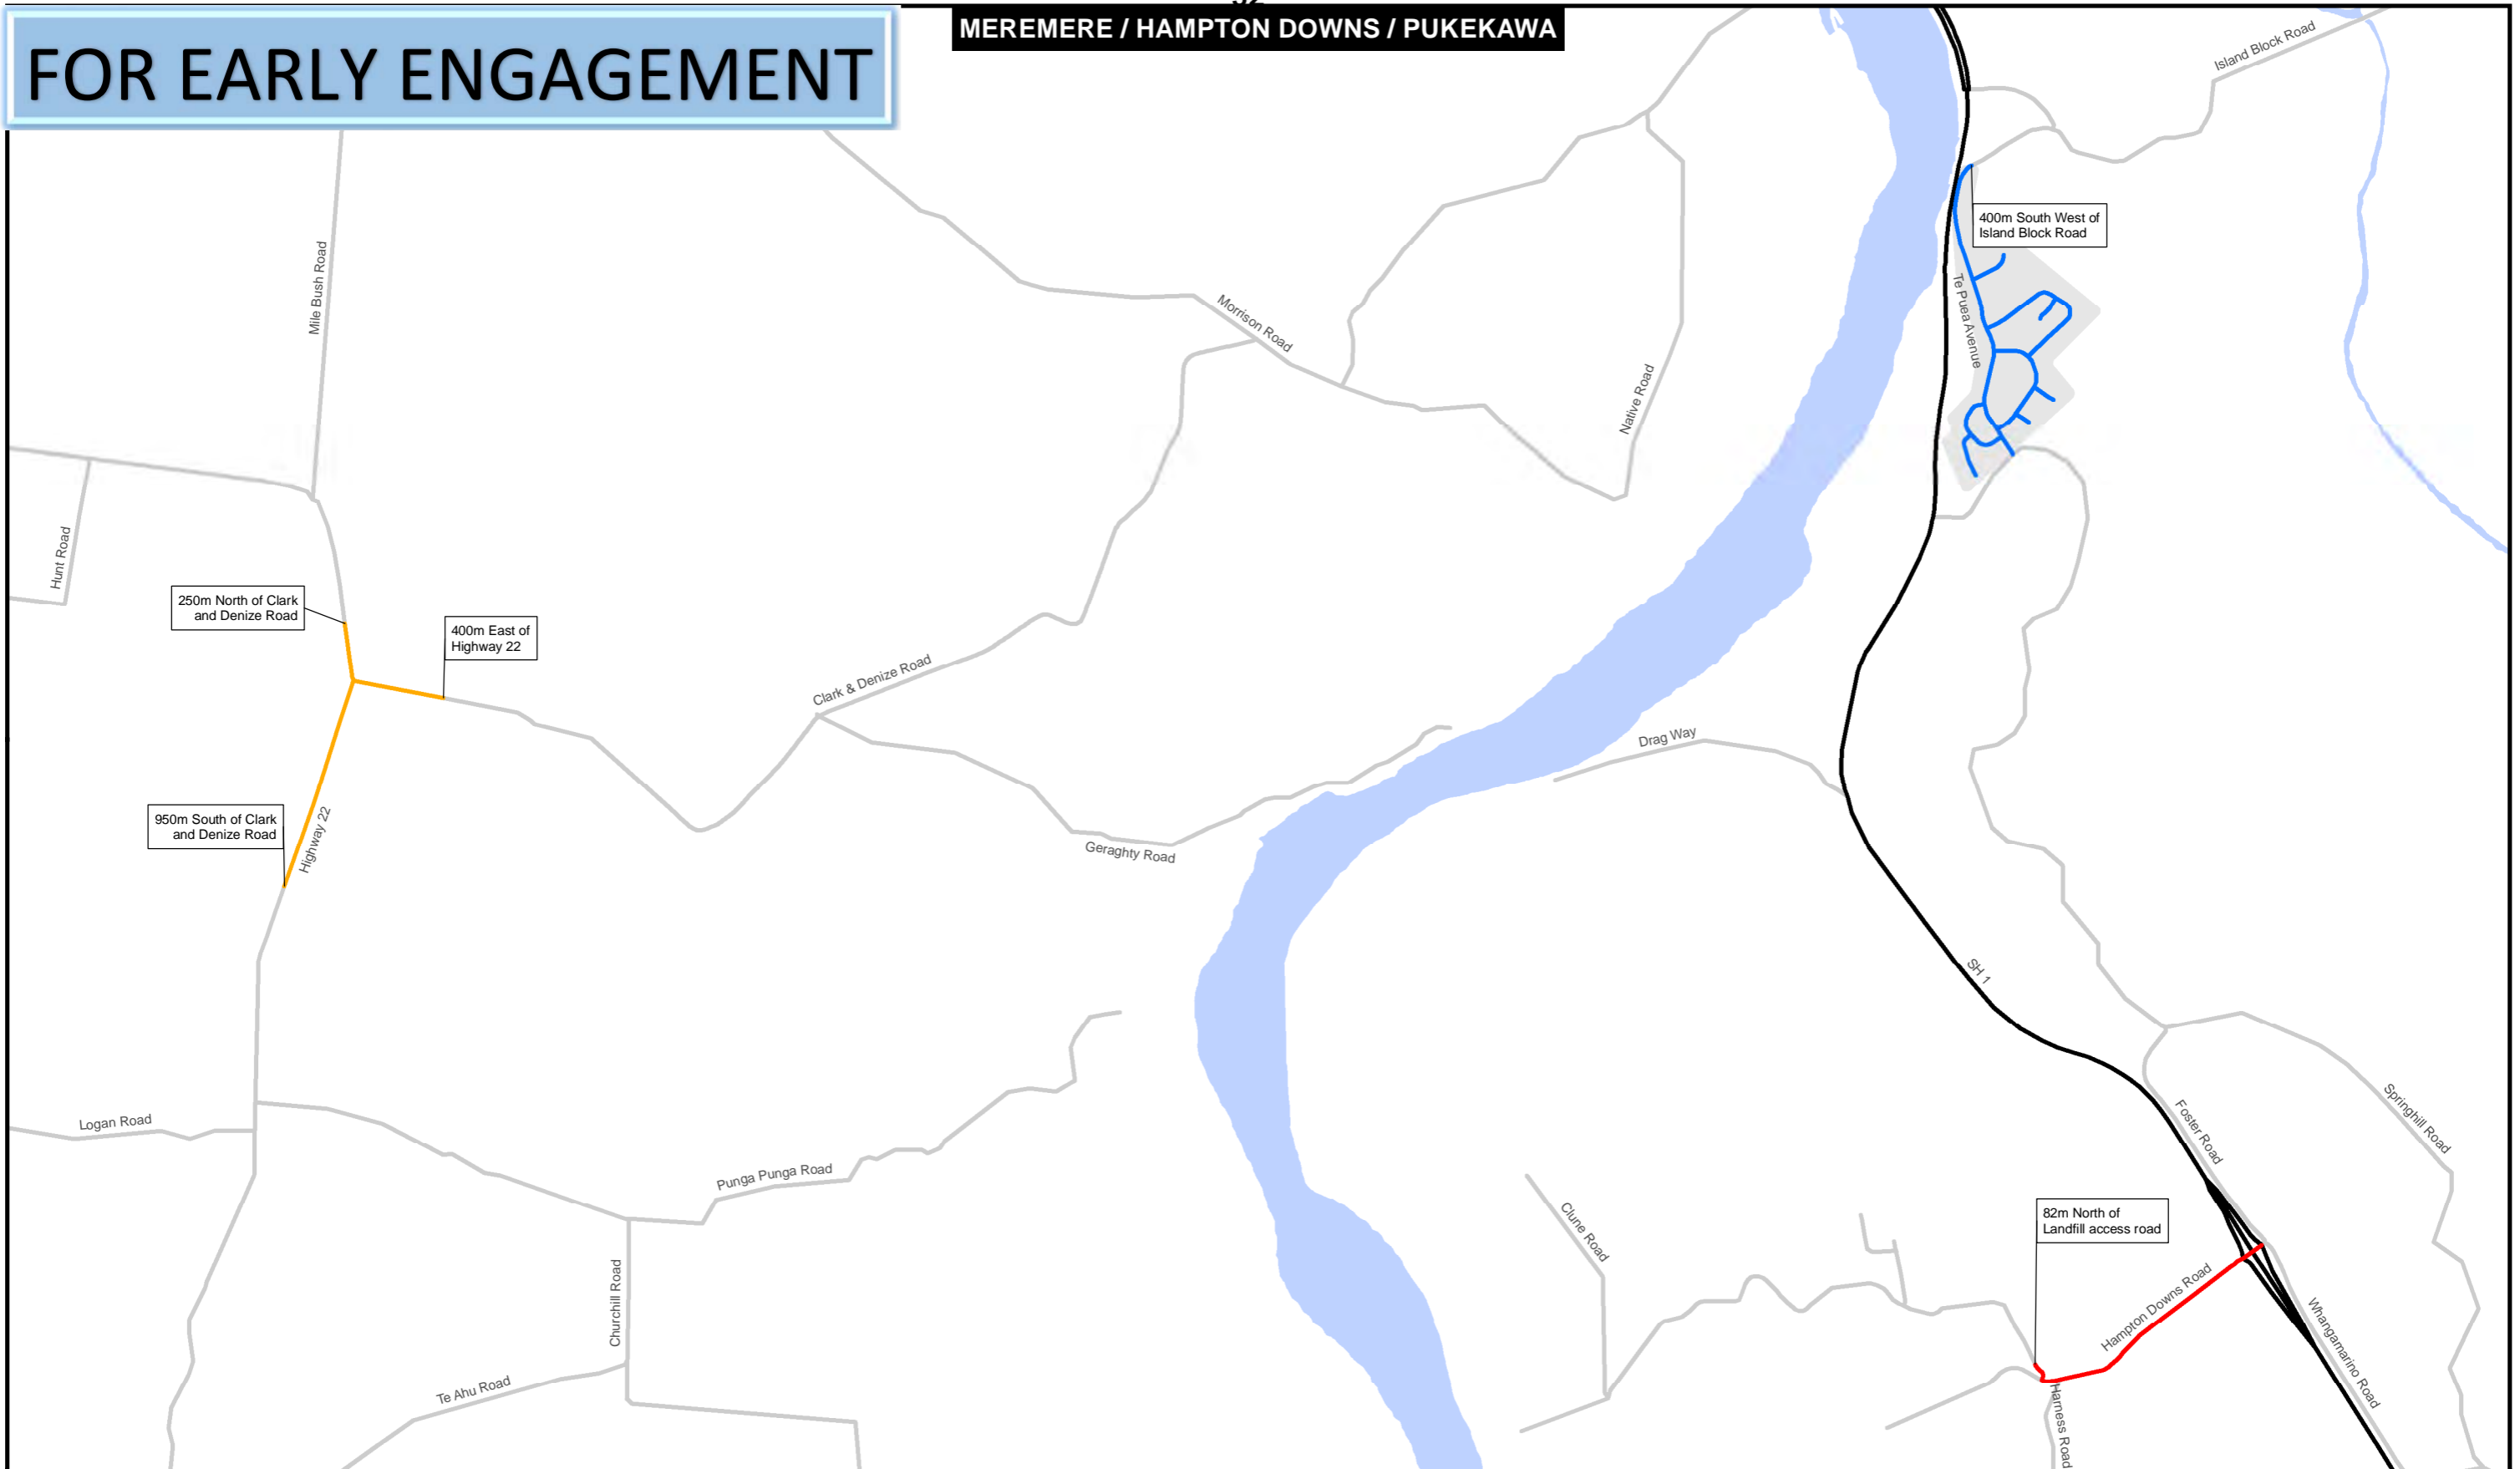 MEREMERE / HAMPTON DOWNS / PUKEKAWA
FOR EARLY ENGAGEMENT
Island Block Road
400m South West of
Island Block Road
Te Puea Avenue
Mile Bush Road
Morrison Road
Native Road
Hunt Road
250m North of Clark
and Denize Road
400m East of
Highway 22
Clark & Denize Road
Drag Way
950m South of Clark
and Denize Road
Highway 22
Geraghty Road
SH 1
Logan Road
Punga Punga Road
Foster Road
Springhill Road
Clune Road
82m North of
Landfill access road
Churchill Road
Hampton Downs Road
Whangamarino Road
Te Ahu Road
Harness Road